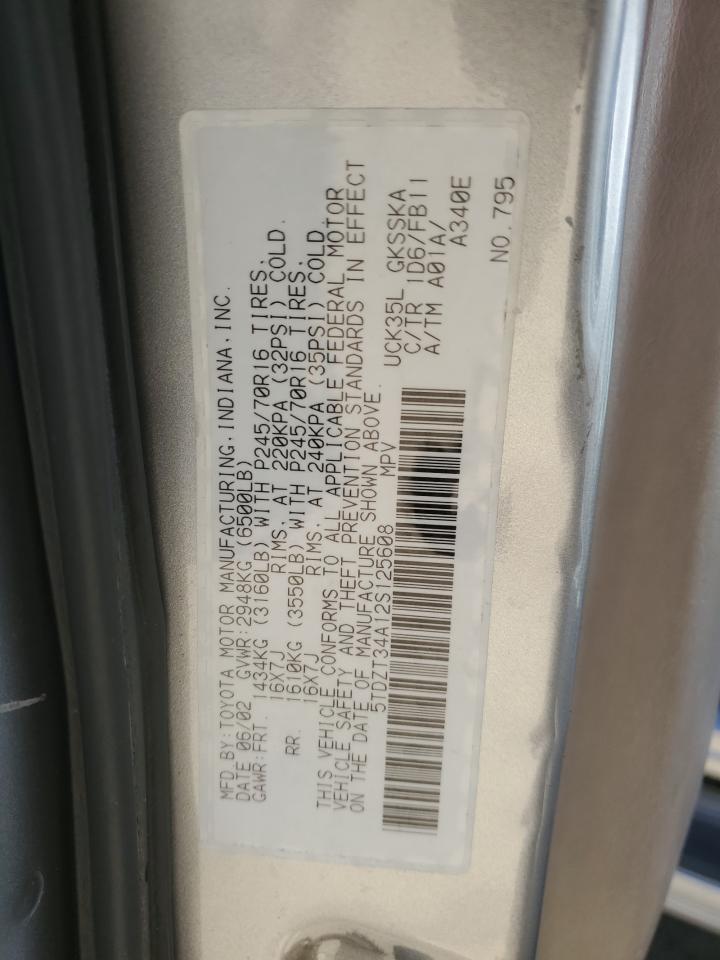 MFD.BY:TOYOTA MOTOR MANUFACTURING,INDIANA,INC.
DATE 06/02 GVWR:2948KG (6500LB)
GAWR:FRT. 1434KG (3160LB) WITH P245/70R16 TIRES,
16X7J RIMS, AT 220KPA (32PSI) COLD.
RR. 1610KG (3550LB) WITH P245/70R16 TIRES,
16X7J RIMS, AT 240KPA (35PSI) COLD.
THIS VEHICLE CONFORMS TO ALL APPLICABLE FEDERAL MOTOR
VEHICLE SAFETY AND THEFT PREVENTION STANDARDS IN EFFECT
ON THE DATE OF MANUFACTURE SHOWN ABOVE.
5TDZT34A12S125608 MPV
UCK35L GKSSKA
C/TR 1D6/FB11
A/TM A01A/
A340E
NO.795